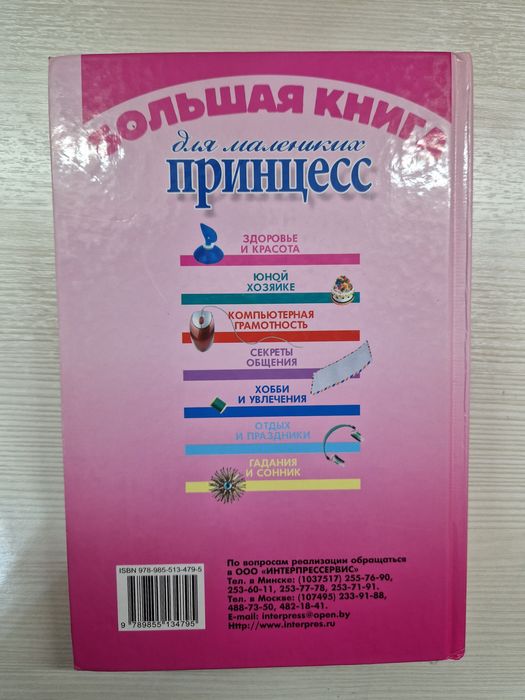 БОЛЬШАЯ КНИГА
для маленьких
принцесс
ЗДОРОВЬЕ
И КРАСОТА
ЮНОЙ
ХОЗЯЙКЕ
КОМПЬЮТЕРНАЯ
ГРАМОТНОСТЬ
СЕКРЕТЫ
ОБЩЕНИЯ
ХОББИ
И УВЛЕЧЕНИЯ
ОТДЫХ
И ПРАЗДНИКИ
ГАДАНИЯ
И СОННИК
ISBN 978-985-513-479-5
9 789855 134795
По вопросам реализации обращаться
в ООО «ИНТЕРПРЕССЕРВИС»
Тел. в Минске: (1037517) 255-76-90,
253-60-11, 253-77-78, 253-71-91.
Тел. в Москве: (107495) 233-91-88,
488-73-50, 482-18-41.
E-mail: interpress@open.by
Http://www.interpres.ru